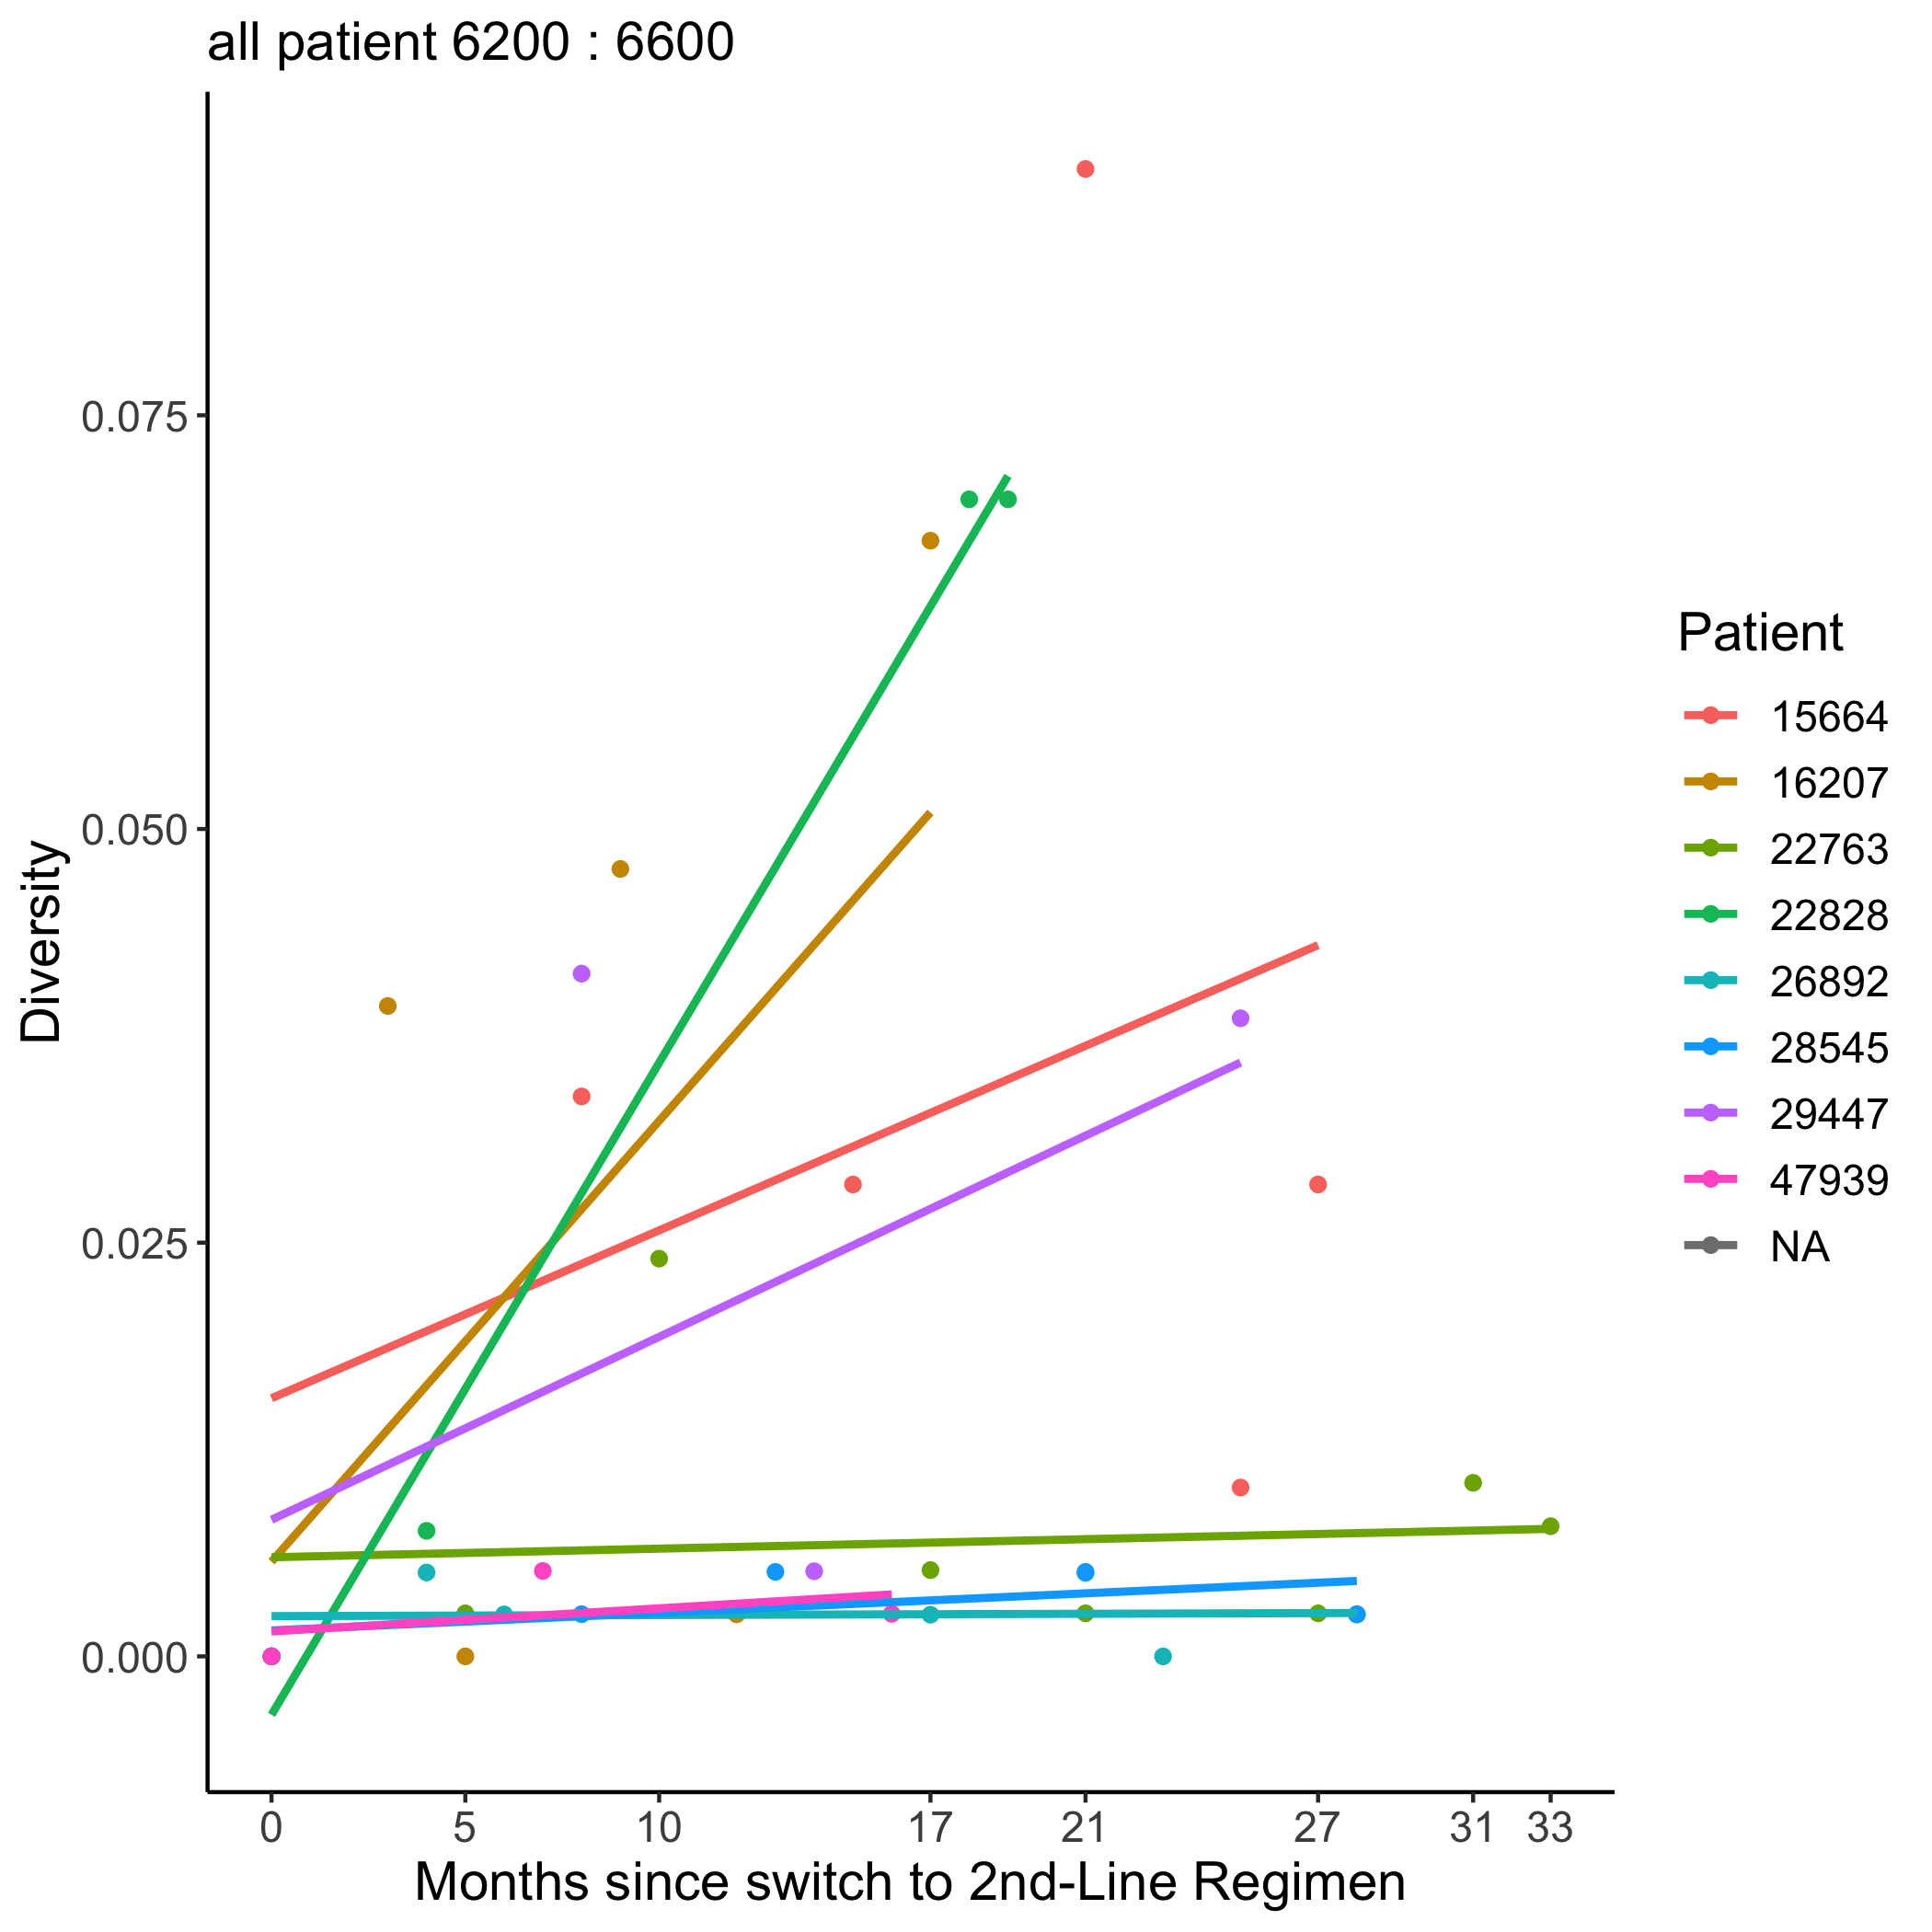 all patient 6200 : 6600
Diversity
0.075
0.050
0.025
0.000
0 5 10 17 21 27 31 33
Months since switch to 2nd-Line Regimen
Patient
15664
16207
22763
22828
26892
28545
29447
47939
NA